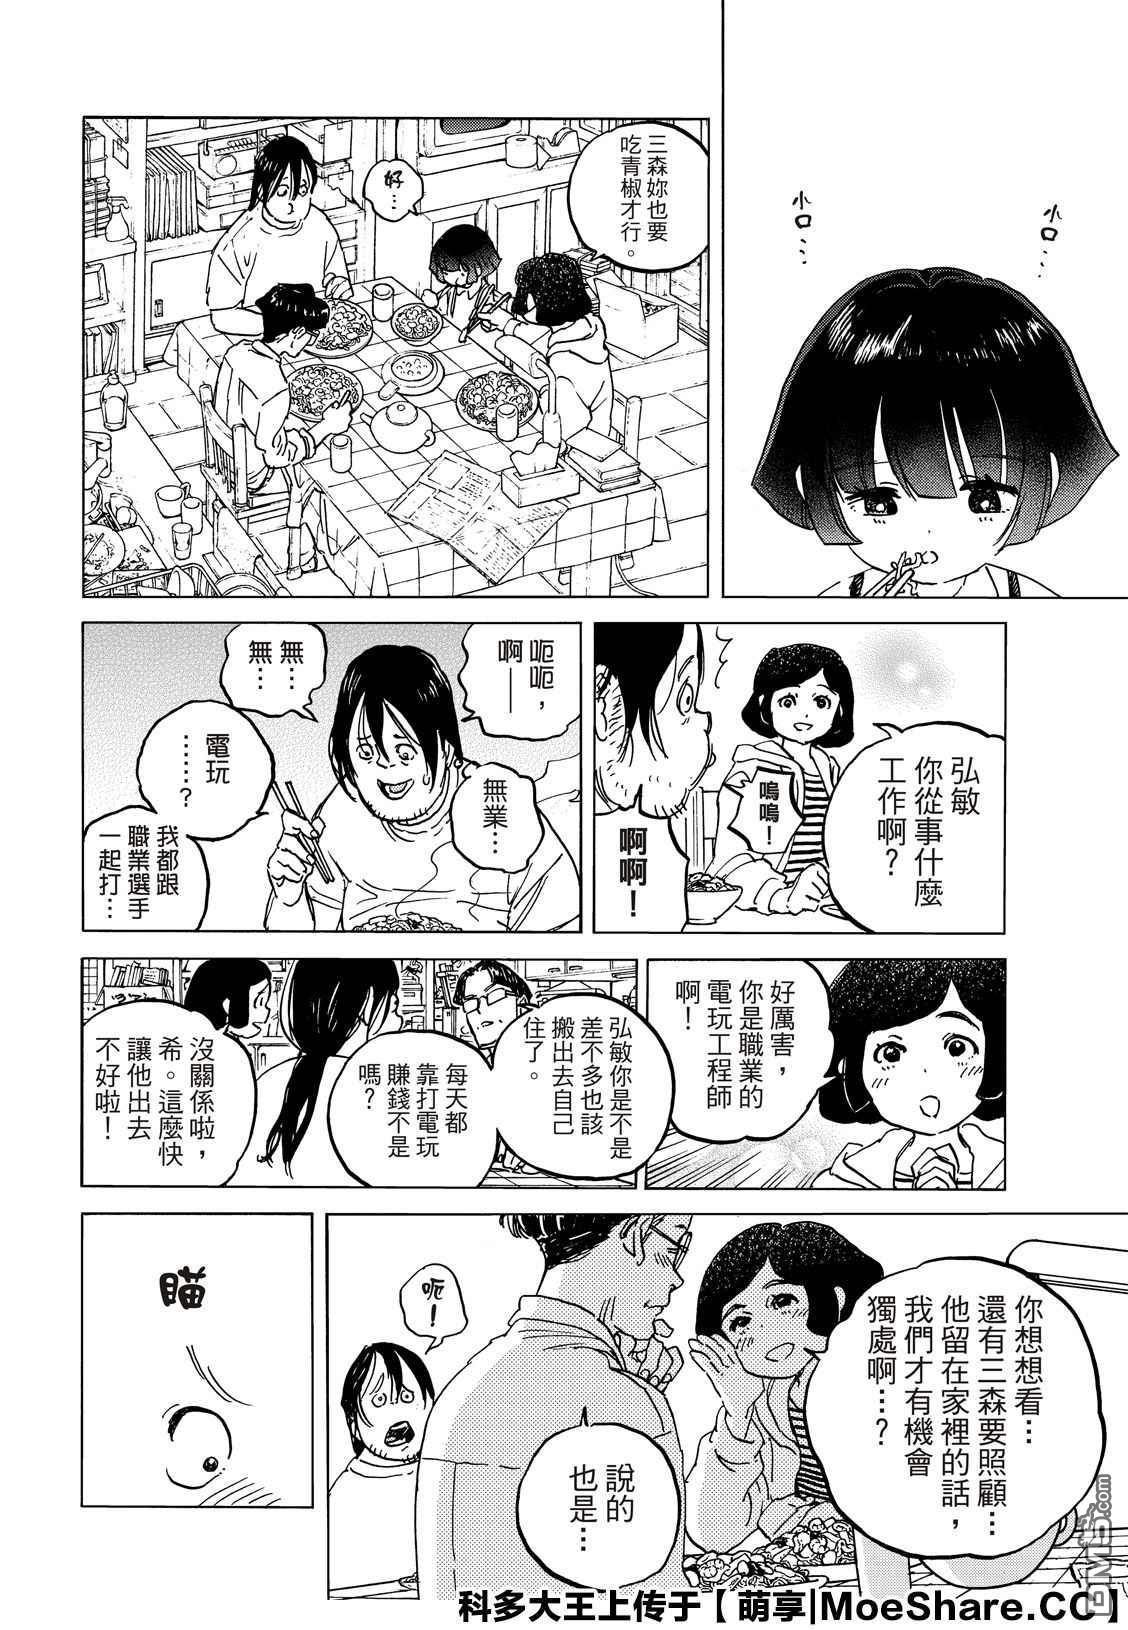 小口…
小口…
三森妳也要
吃青椒才行。
好…
弘敏
你從事什麼
工作啊？
嗚嗚！
啊啊！
呃呃，
啊——
無業…
無…
無…
電玩
……？
我都跟
職業選手
一起打…
好厲害，
你是職業的
電玩工程師
啊！
弘敏你是不是
差不多也該
搬出去自己
住了。
每天都
靠打電玩
賺錢不是
嗎？
沒關係啦，
希。這麼快
讓他出去
不好啦！
你想想看…
還有三森要照顧…
他留在家裡的話，
我們才有機會
獨處啊…？
說的
也是…
呃！
瞄
科多大王上传于【萌享|MoeShare.CC】
DM5.com